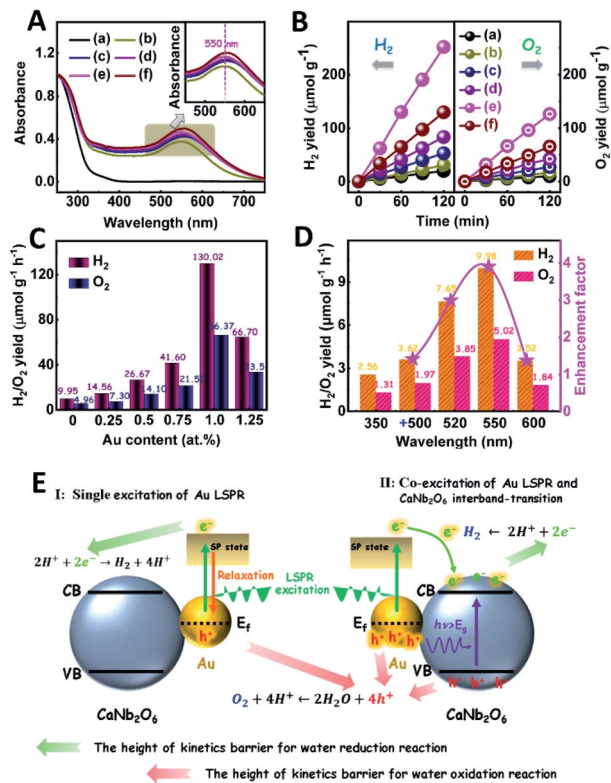 A
(a) (b)
(c) (d)
(e) (f)
Absorbance
1.2
0.8
0.4
0.0
300 400 500 600 700
Wavelength (nm)
Absorbance
550 nm
450 550 650
B
H₂
O₂
(a)
(b)
(c)
(d)
(e)
(f)
H₂ yield (μmol g⁻¹)
200
100
0
O₂ yield (μmol g⁻¹)
200
100
0
0 60 120 0 60 120
Time (min)
C
H₂
O₂
H₂/O₂ yield (μmol g⁻¹ h⁻¹)
120
80
40
0
9.95 14.56 26.67 41.60 130.02 66.70
4.96 7.30 14.10 21.5 6.37 33.5
0 0.25 0.5 0.75 1.0 1.25
Au content (at.%)
D
H₂
O₂
H₂/O₂ yield (μmol g⁻¹ h⁻¹)
9
6
3
0
Enhancement factor
4
3
2
1
0
2.56 3.62 7.65 9.98 3.52
1.31 1.97 3.85 5.02 1.84
350 +500 520 550 600
Wavelength (nm)
E
I: Single excitation of Au LSPR
II: Co-excitation of Au LSPR and
CaNb₂O₆ interband-transition
2H⁺ + 2e⁻ → H₂ + 4H⁺
e⁻
SP state
Relaxation
LSPR
excitation
CB
VB
E_f
h⁺
Au
CaNb₂O₆
e⁻
SP state
H₂ ← 2H⁺ + 2e⁻
e⁻ e⁻ e⁻
CB
E_f
h⁺ h⁺ h⁺
Au
hν>E_g
VB
h⁺ h⁺ h⁺
CaNb₂O₆
O₂ + 4H⁺ ← 2H₂O + 4h⁺
The height of kinetics barrier for water reduction reaction
The height of kinetics barrier for water oxidation reaction